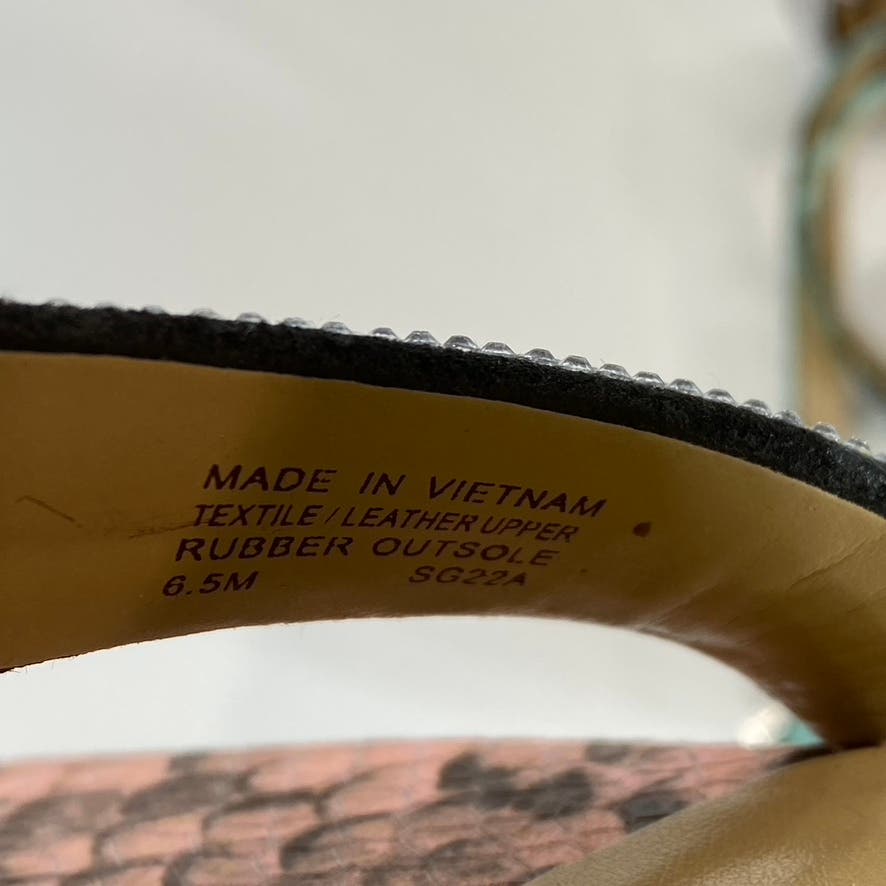 MADE IN VIETNAM
TEXTILE / LEATHER UPPER
RUBBER OUTSOLE
6.5M SG22A